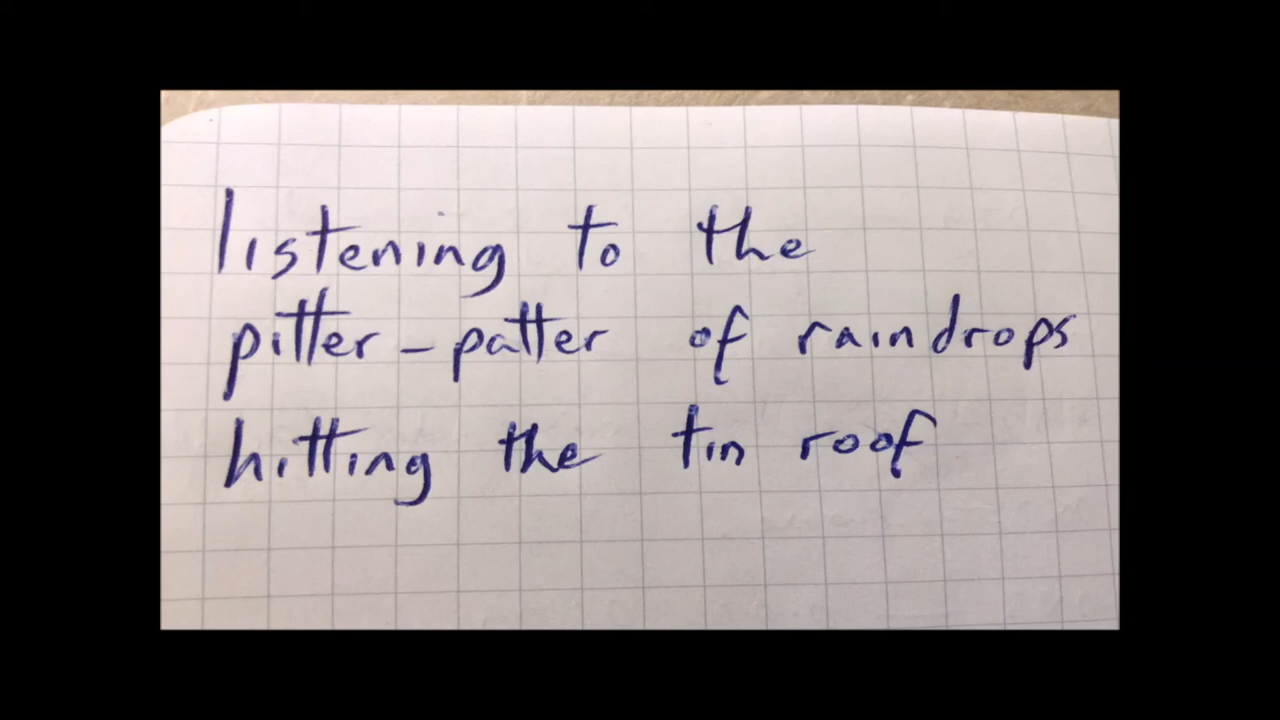 listening to the
pitter-patter of raindrops
hitting the tin roof